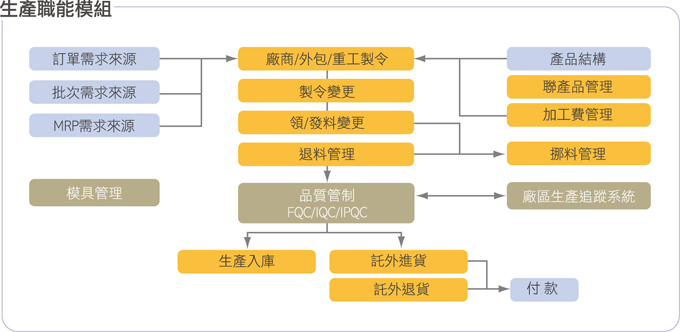 生產職能模組
訂單需求來源
廠商/外包/重工製令
產品結構
批次需求來源
製令變更
聯產品管理
MRP需求來源
領/發料變更
加工費管理
退料管理
挪料管理
模具管理
品質管制
FQC/IQC/IPQC
廠區生產追蹤系統
生產入庫
託外進貨
託外退貨
付 款